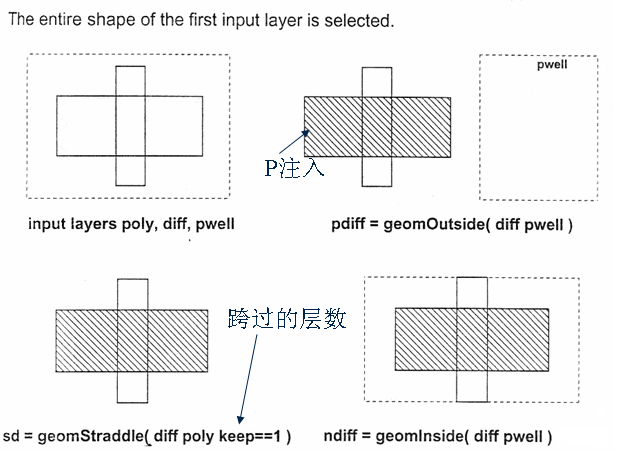 The entire shape of the first input layer is selected.
pwell
P注入
input layers poly, diff, pwell
pdiff = geomOutside( diff pwell )
跨过的层数
sd = geomStraddle( diff poly keep==1 )
ndiff = geomInside( diff pwell )